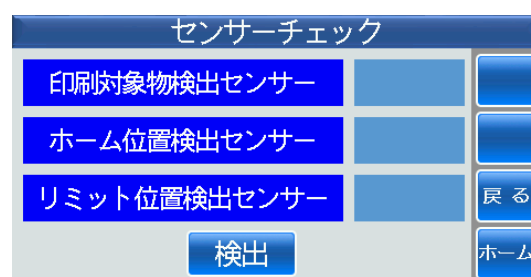 センサーチェック
印刷対象物検出センサー
ホーム位置検出センサー
リミット位置検出センサー
戻る
検出
ホーム